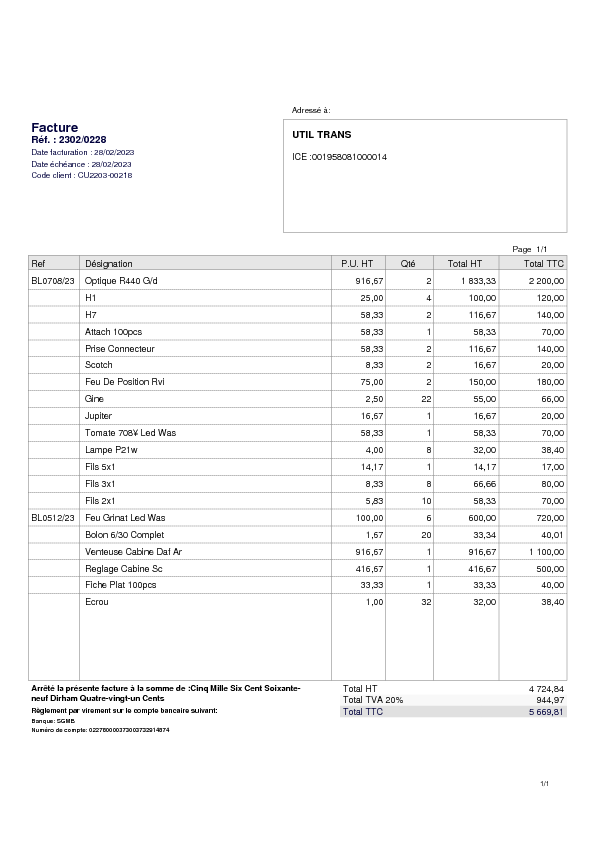 Adressé à:
Facture
Réf. : 2302/0228
Date facturation : 28/02/2023
Date échéance : 28/02/2023
Code client : CU2203-00218
UTIL TRANS
ICE :001958081000014
Page 1/1
Ref Désignation P.U. HT Qté Total HT Total TTC
BL0708/23 Optique R440 G/d 916,67 2 1 833,33 2 200,00
H1 25,00 4 100,00 120,00
H7 58,33 2 116,67 140,00
Attach 100pcs 58,33 1 58,33 70,00
Prise Connecteur 58,33 2 116,67 140,00
Scotch 8,33 2 16,67 20,00
Feu De Position Rvi 75,00 2 150,00 180,00
Gine 2,50 22 55,00 66,00
Jupiter 16,67 1 16,67 20,00
Tomate 708¥ Led Was 58,33 1 58,33 70,00
Lampe P21w 4,00 8 32,00 38,40
Fils 5x1 14,17 1 14,17 17,00
Fils 3x1 8,33 8 66,66 80,00
Fils 2x1 5,83 10 58,33 70,00
BL0512/23 Feu Grinat Led Was 100,00 6 600,00 720,00
Bolon 6/30 Complet 1,67 20 33,34 40,01
Venteuse Cabine Daf Ar 916,67 1 916,67 1 100,00
Reglage Cabine Sc 416,67 1 416,67 500,00
Fiche Plat 100pcs 33,33 1 33,33 40,00
Ecrou 1,00 32 32,00 38,40
Arrêté la présente facture à la somme de :Cinq Mille Six Cent Soixante-
neuf Dirham Quatre-vingt-un Cents
Règlement par virement sur le compte bancaire suivant:
Banque: SGMB
Numéro de compte:
Total HT 4 724,84
Total TVA 20% 944,97
Total TTC 5 669,81
1/1